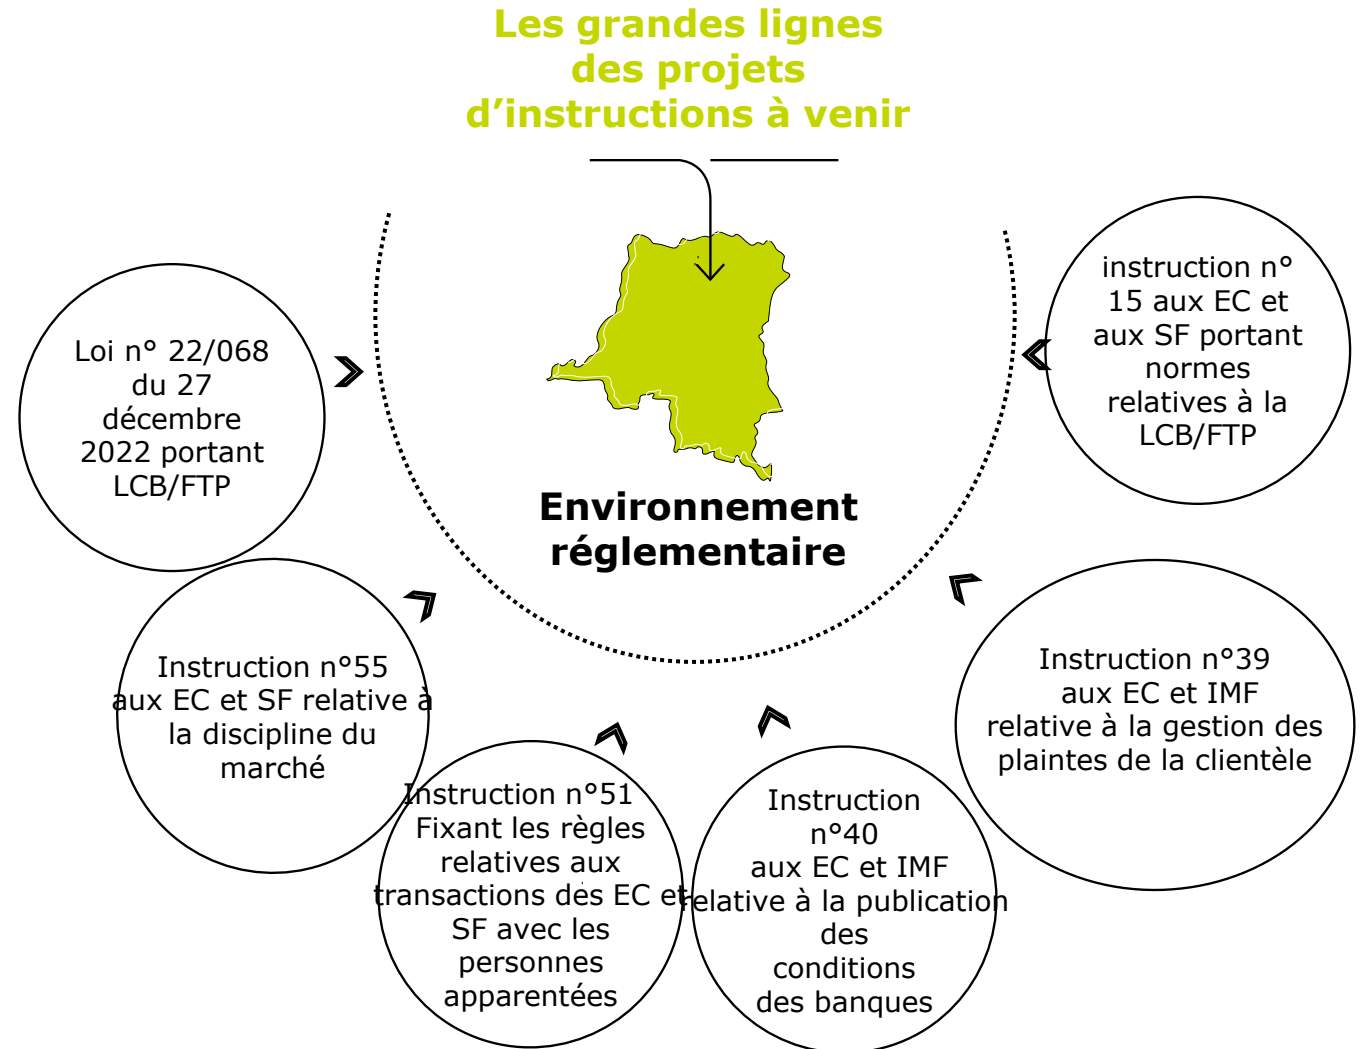 Les grandes lignes
des projets
d’instructions à venir
Environnement
réglementaire
Loi n° 22/068
du 27
décembre
2022 portant
LCB/FTP
Instruction n°55
aux EC et SF relative à
la discipline du
marché
Instruction n°51
Fixant les règles
relatives aux
transactions des EC et
SF avec les
personnes
apparentées
Instruction
n°40
aux EC et IMF
relative à la publication
des
conditions
des banques
Instruction n°39
aux EC et IMF
relative à la gestion des
plaintes de la clientèle
instruction n°
15 aux EC et
aux SF portant
normes
relatives à la
LCB/FTP